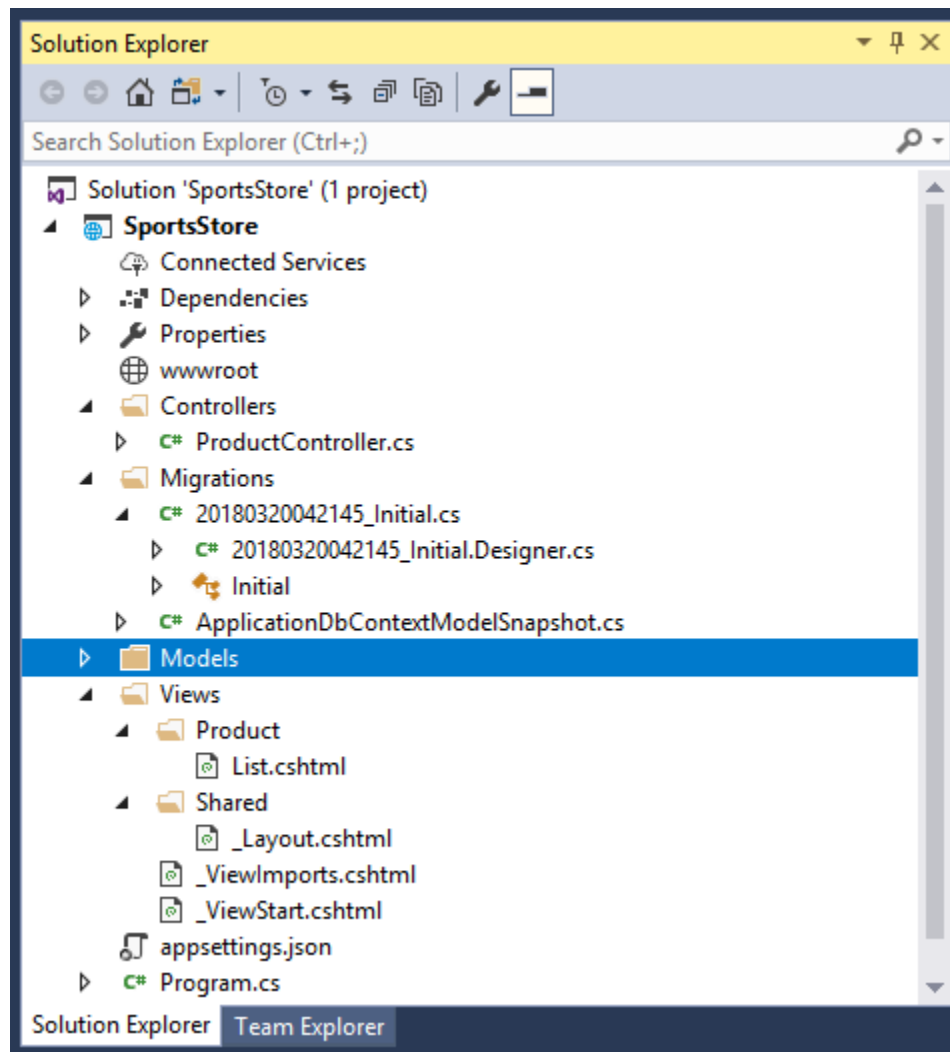 Solution Explorer
Search Solution Explorer (Ctrl+;)
Solution 'SportsStore' (1 project)
SportsStore
Connected Services
Dependencies
Properties
wwwroot
Controllers
C# ProductController.cs
Migrations
C# 20180320042145_Initial.cs
C# 20180320042145_Initial.Designer.cs
Initial
C# ApplicationDbContextModelSnapshot.cs
Models
Views
Product
List.cshtml
Shared
_Layout.cshtml
_ViewImports.cshtml
_ViewStart.cshtml
appsettings.json
C# Program.cs
Solution Explorer Team Explorer